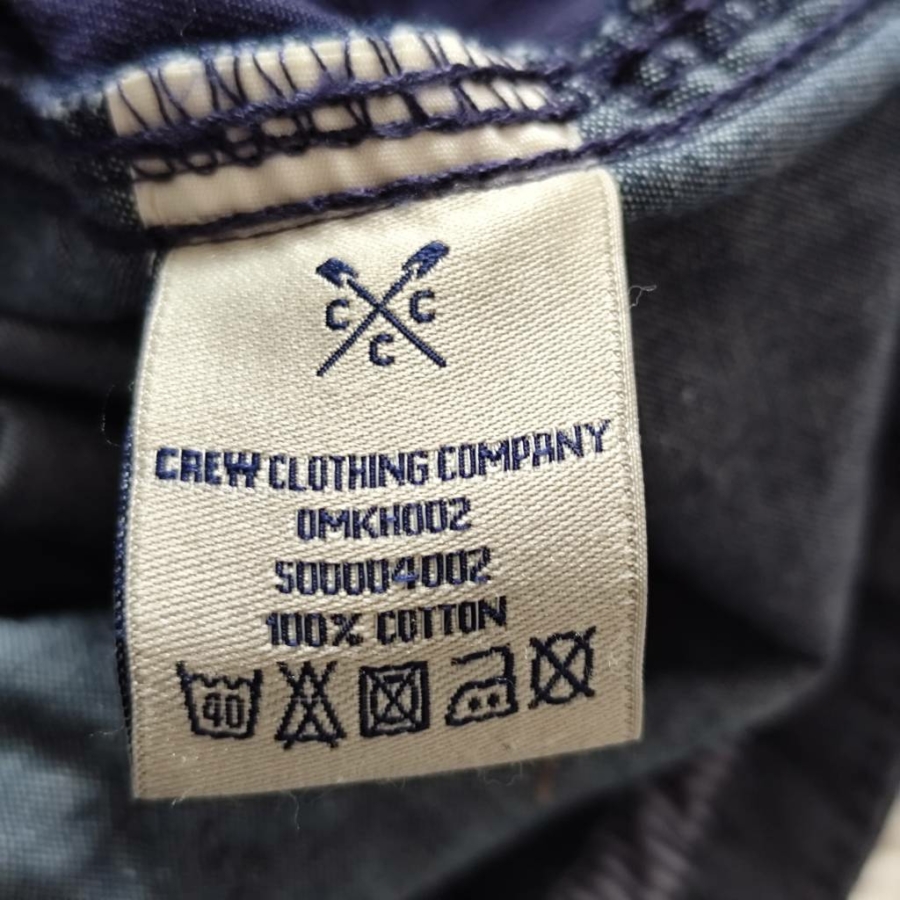 C C
C
CREW CLOTHING COMPANY
0MKH002
500004002
100% COTTON
40